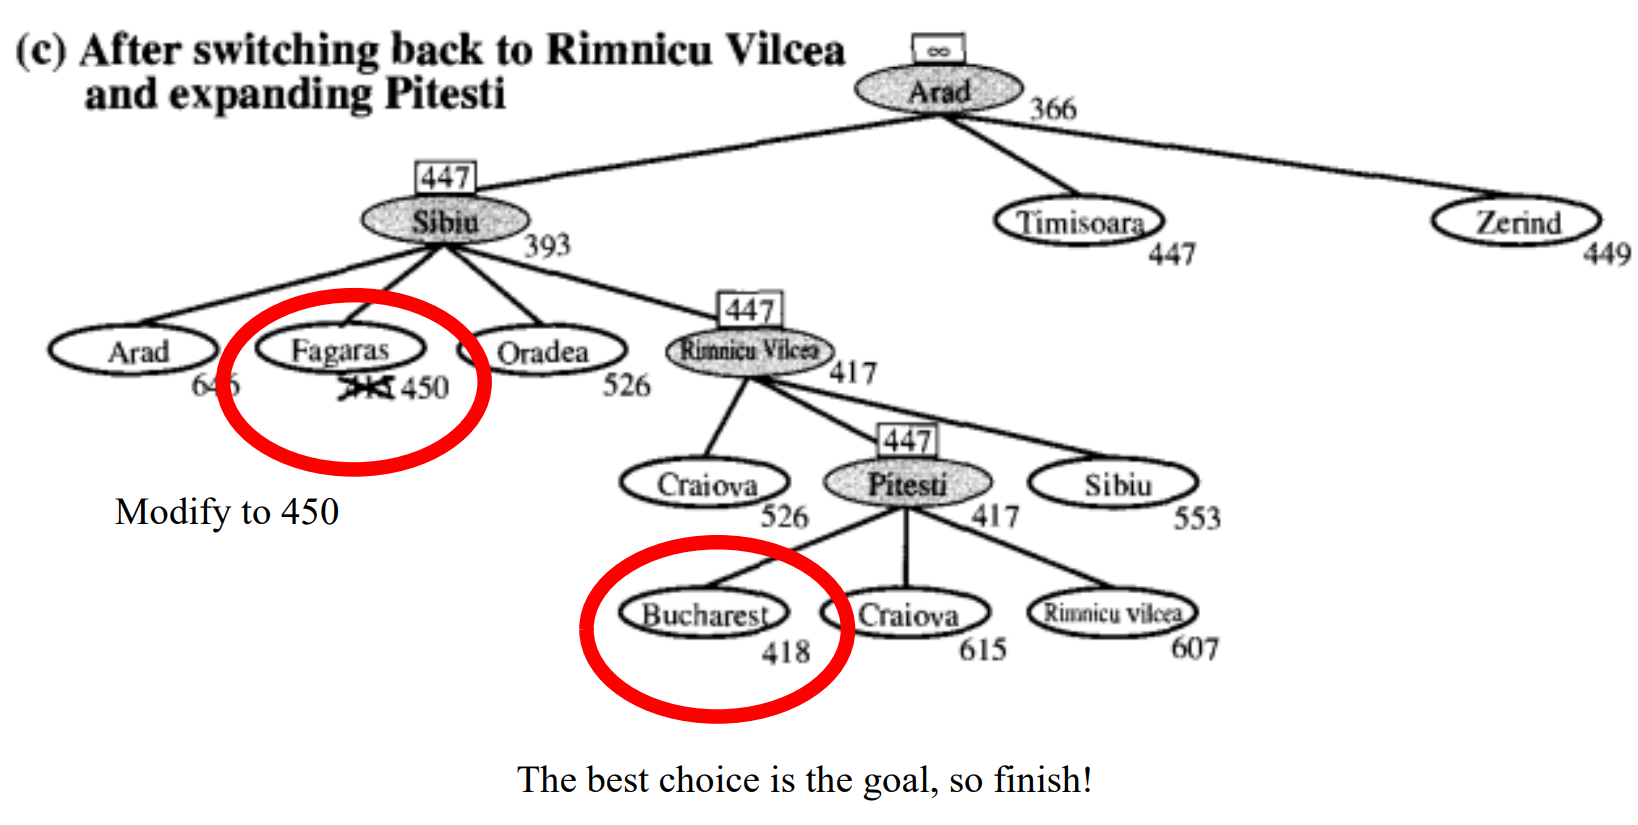 (c) After switching back to Rimnicu Vilcea
and expanding Pitesti
∞
Arad
366
447
Sibiu
393
Timisoara
447
Zerind
449
Arad
646
Fagaras
450
Oradea
526
447
Rimnicu Vilcea
417
Modify to 450
Craiova
526
447
Pitesti
417
Sibiu
553
Bucharest
418
Craiova
615
Rimnicu vilcea
607
The best choice is the goal, so finish!